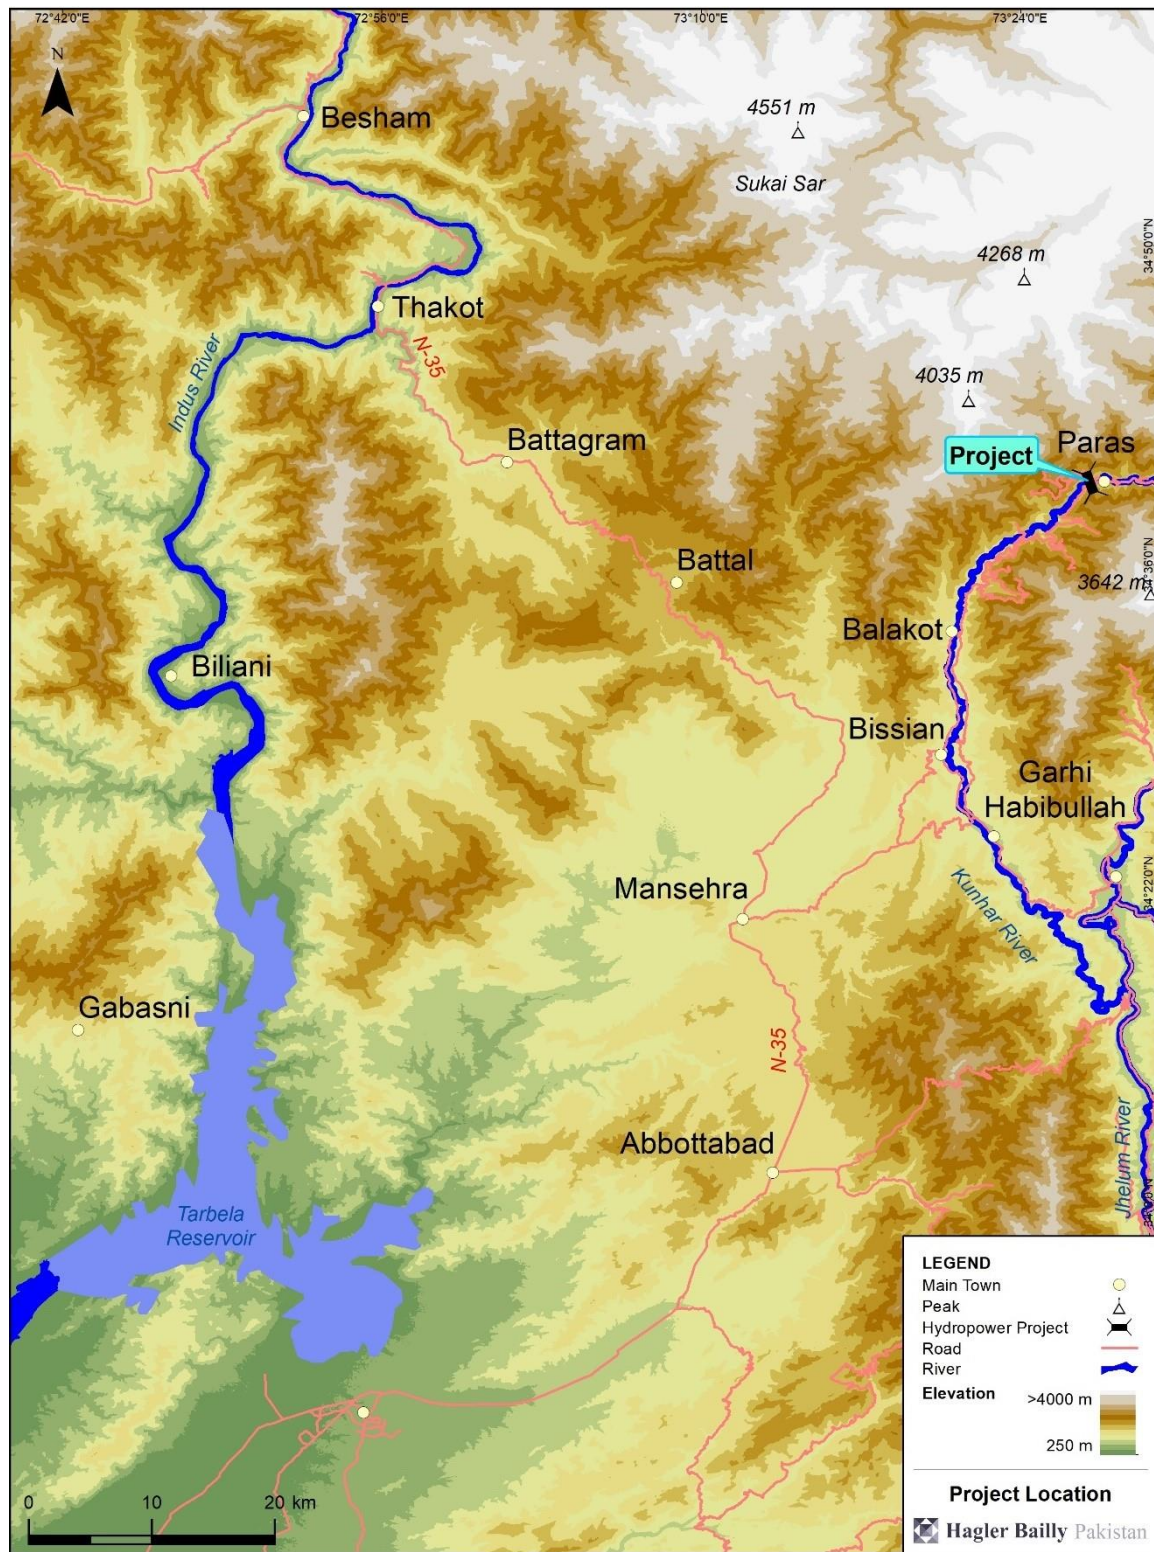 72°42'0"E
72°56'0"E
73°10'0"E
73°24'0"E
N
Besham
4551 m
Sukai Sar
34°50'0"N
4268 m
Thakot
N-35
Indus River
4035 m
Battagram
Paras
Project
Battal
34°36'0"N
3642 m
Balakot
Biliani
Bissian
Garhi
Habibullah
Mansehra
34°22'0"N
Kunhar River
Gabasni
N-35
Abbottabad
Jhelum River
Tarbela
Reservoir
LEGEND
Main Town
Peak
Hydropower Project
Road
River
Elevation
>4000 m
250 m
0 10 20 km
Project Location
Hagler Bailly Pakistan